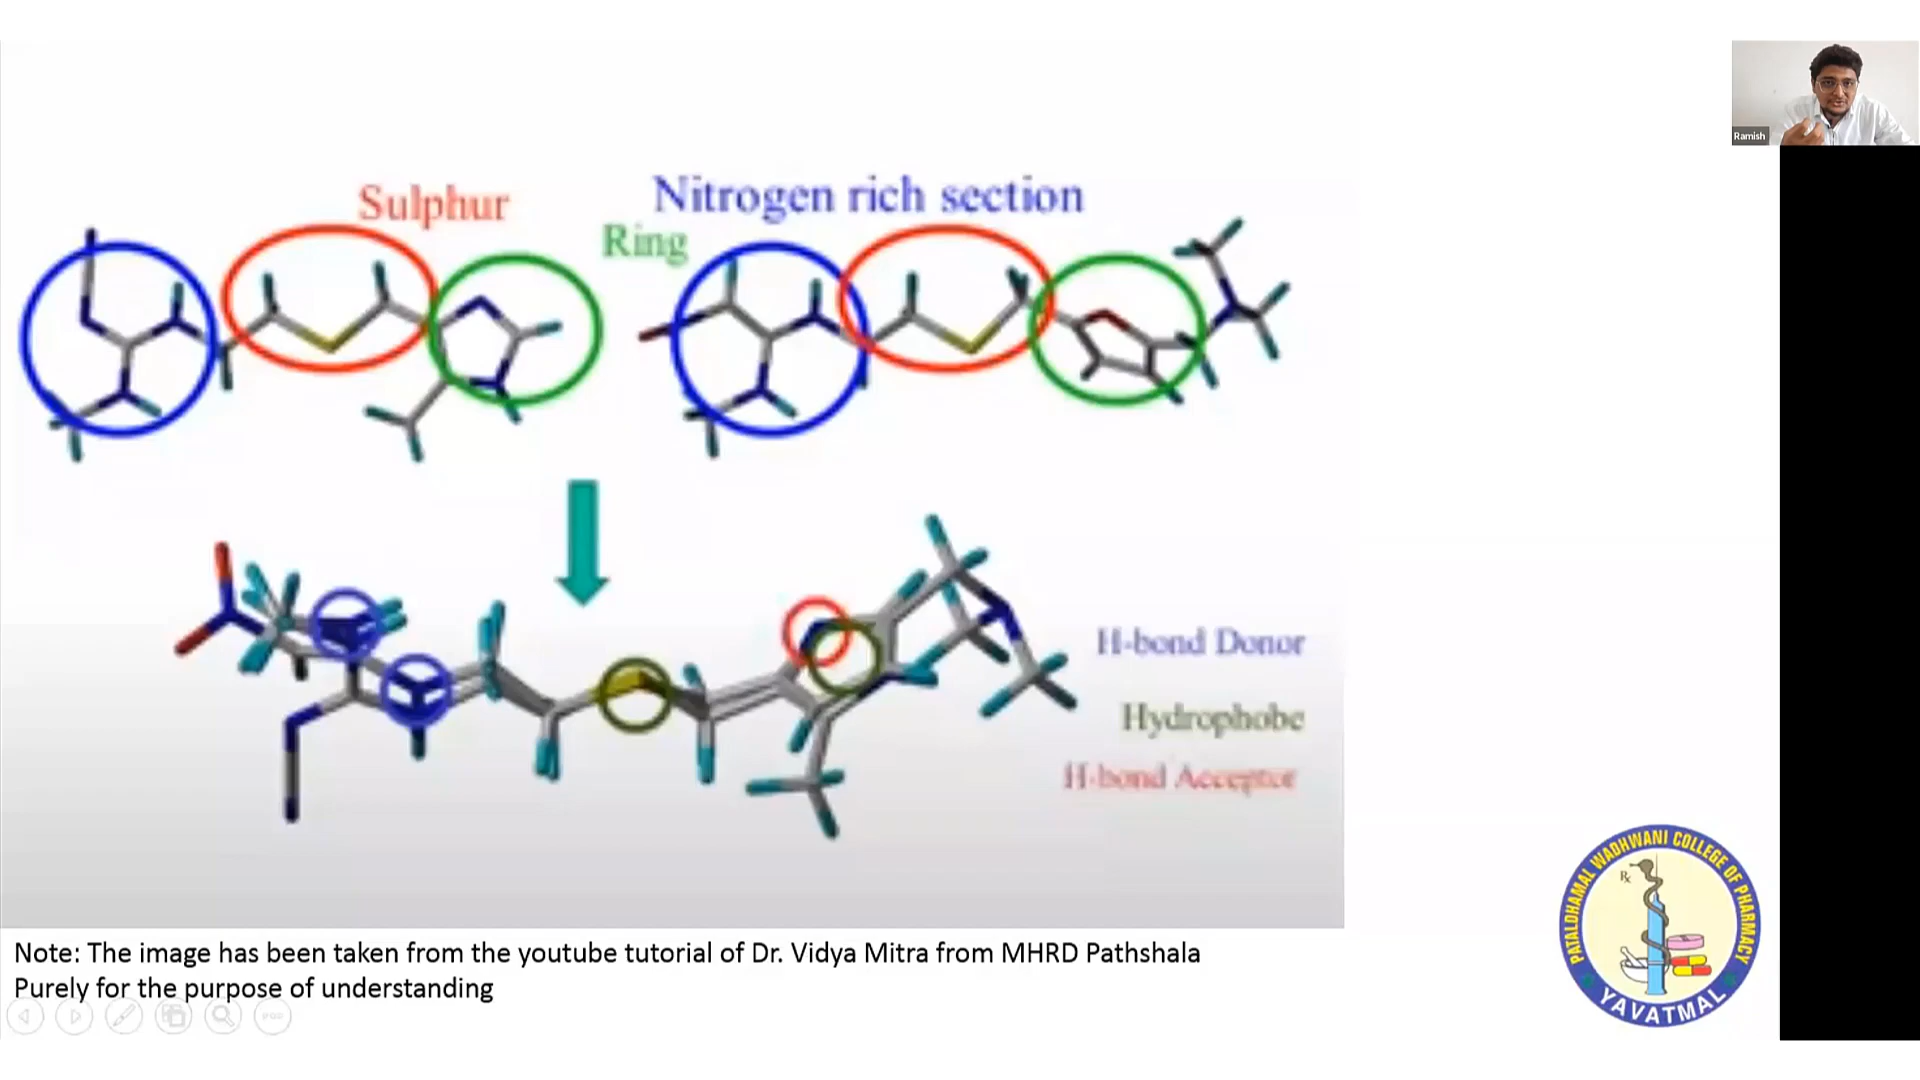 Ramish
Sulphur
Nitrogen rich section
Ring
H-bond Donor
Hydrophobe
H-bond Acceptor
PATALDHAMAL WADHWANI COLLEGE OF PHARMACY
Rx
YAVATMAL
Note: The image has been taken from the youtube tutorial of Dr. Vidya Mitra from MHRD Pathshala
Purely for the purpose of understanding